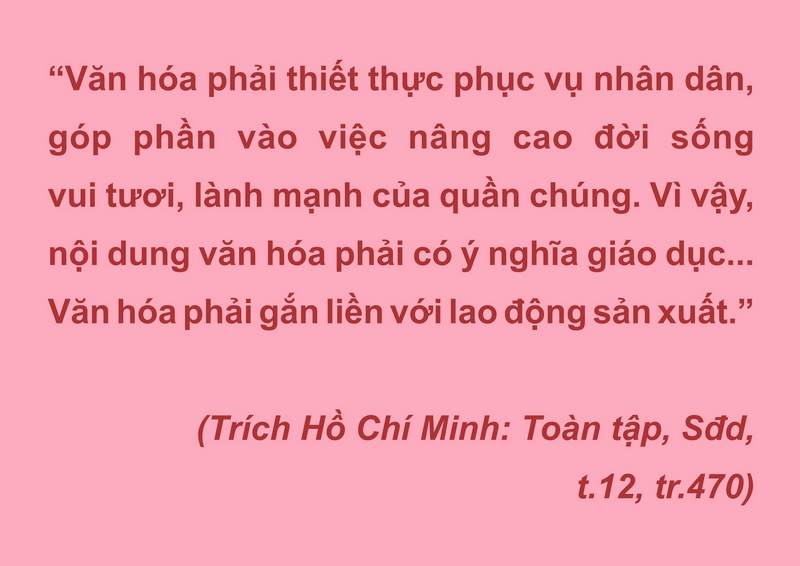 “Văn hóa phải thiết thực phục vụ nhân dân,
góp phần vào việc nâng cao đời sống
vui tươi, lành mạnh của quần chúng. Vì vậy,
nội dung văn hóa phải có ý nghĩa giáo dục...
Văn hóa phải gắn liền với lao động sản xuất.”
(Trích Hồ Chí Minh: Toàn tập, Sđd,
t.12, tr.470)